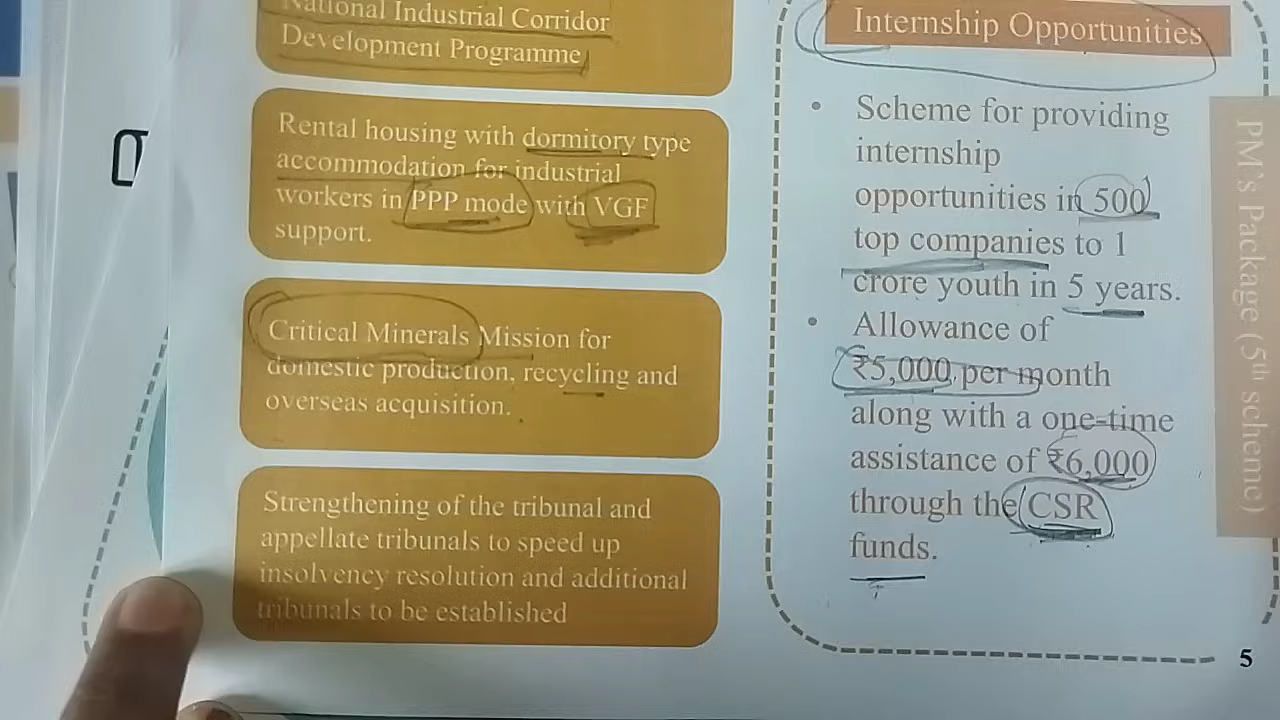 National Industrial Corridor
Development Programme
Rental housing with dormitory type
accommodation for industrial
workers in PPP mode with VGF
support.
Critical Minerals Mission for
domestic production, recycling and
overseas acquisition.
Strengthening of the tribunal and
appellate tribunals to speed up
insolvency resolution and additional
tribunals to be established
Internship Opportunities
• Scheme for providing
internship
opportunities in 500
top companies to 1
crore youth in 5 years.
• Allowance of
₹5,000 per month
along with a one-time
assistance of ₹6,000
through the CSR
funds.
PM's Package (5th scheme)
5